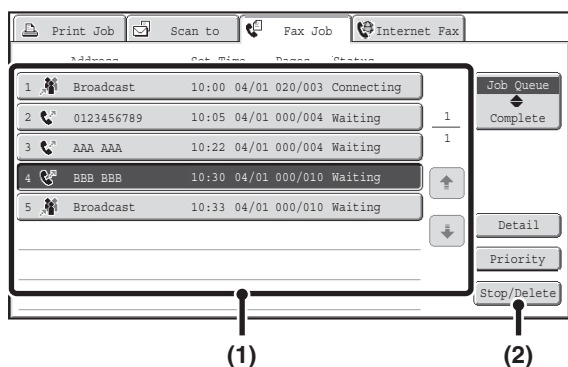 Print Job Scan to Fax Job Internet Fax
Address Set Time Pages Status
1 Broadcast 10:00 04/01 020/003 Connecting
2 0123456789 10:05 04/01 000/004 Waiting
3 AAA AAA 10:22 04/01 000/004 Waiting
4 BBB BBB 10:30 04/01 000/010 Waiting
5 Broadcast 10:33 04/01 000/010 Waiting
1
1
Job Queue
Complete
Detail
Priority
Stop/Delete
(1) (2)